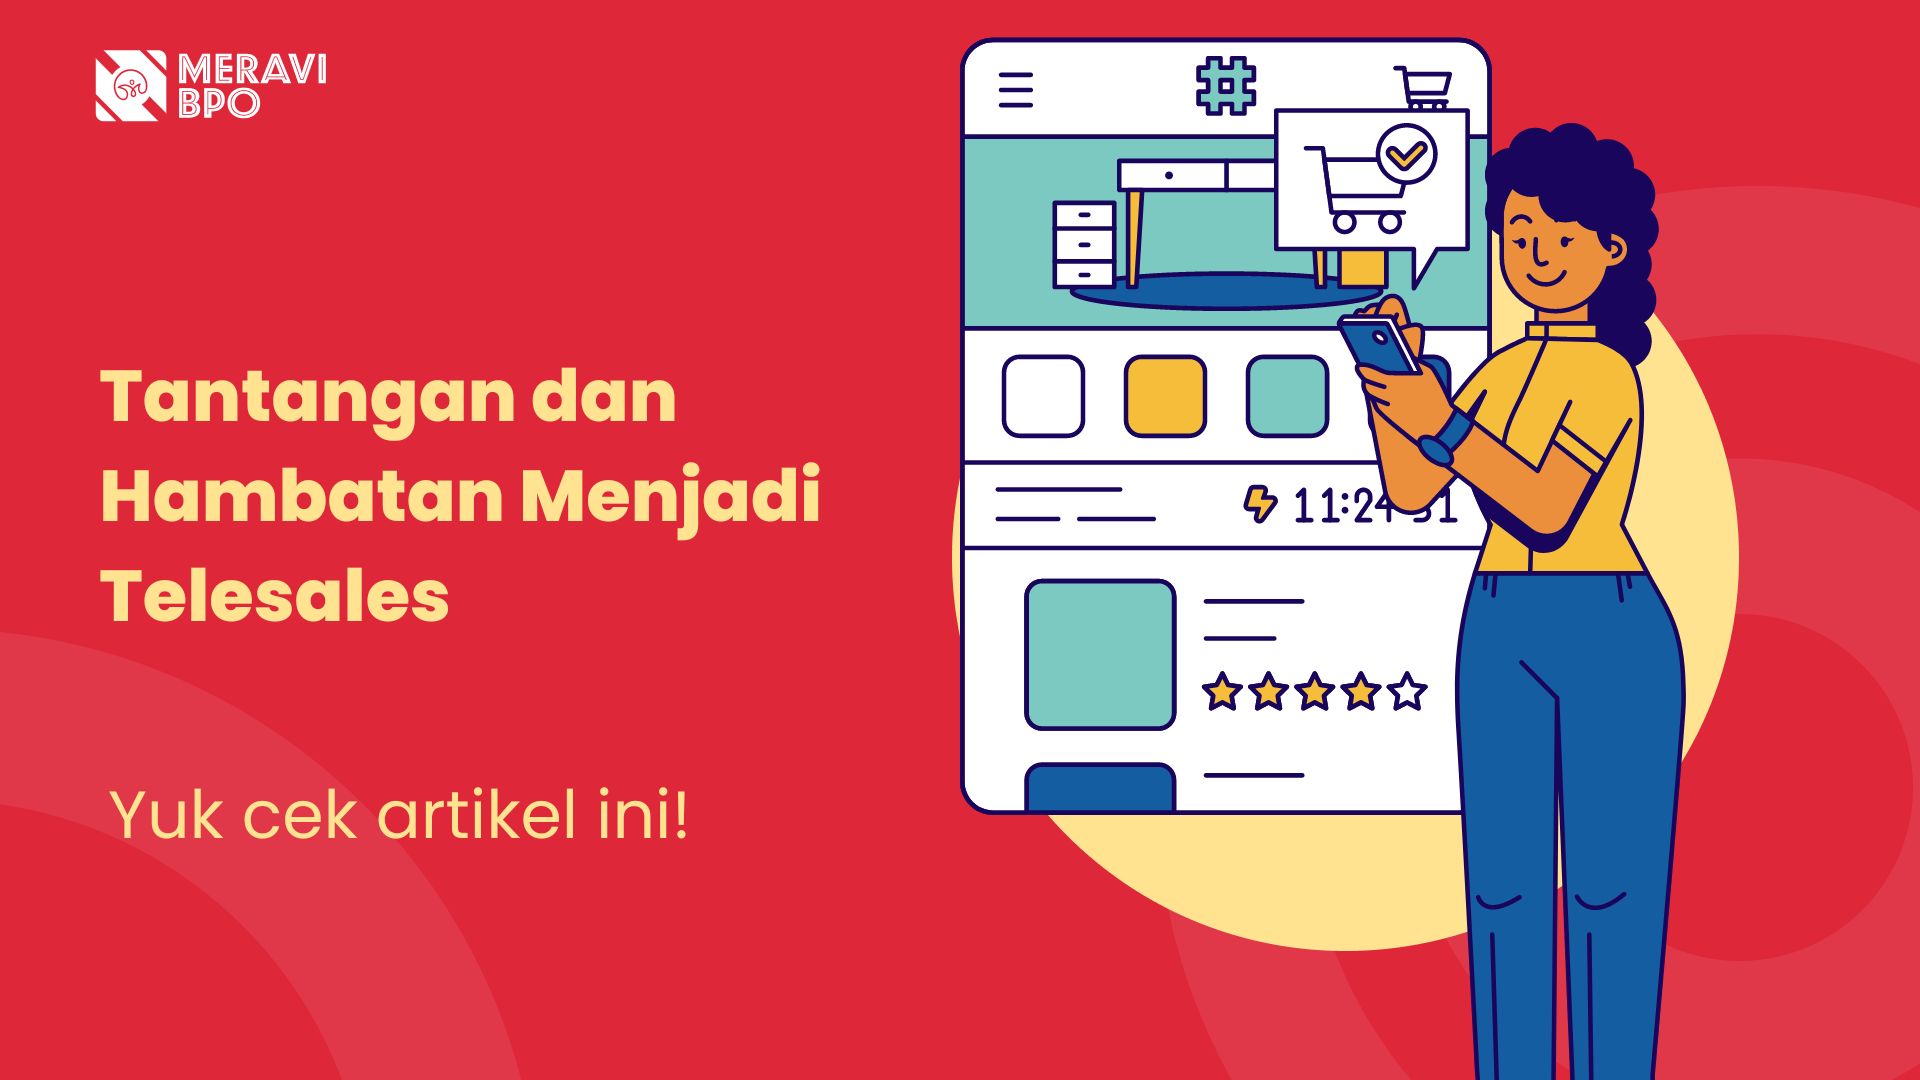 MERAVI
BPO
Tantangan dan
Hambatan Menjadi
Telesales
Yuk cek artikel ini!